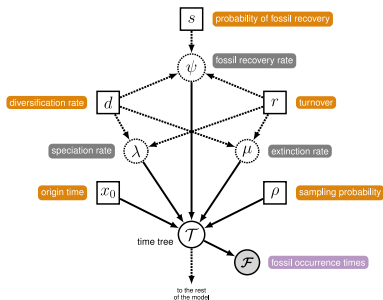 s probability of fossil recovery
ψ fossil recovery rate
diversification rate d r turnover
speciation rate λ μ extinction rate
origin time x₀ ρ sampling probability
time tree 𝒯
ℱ fossil occurrence times
to the rest
of the model